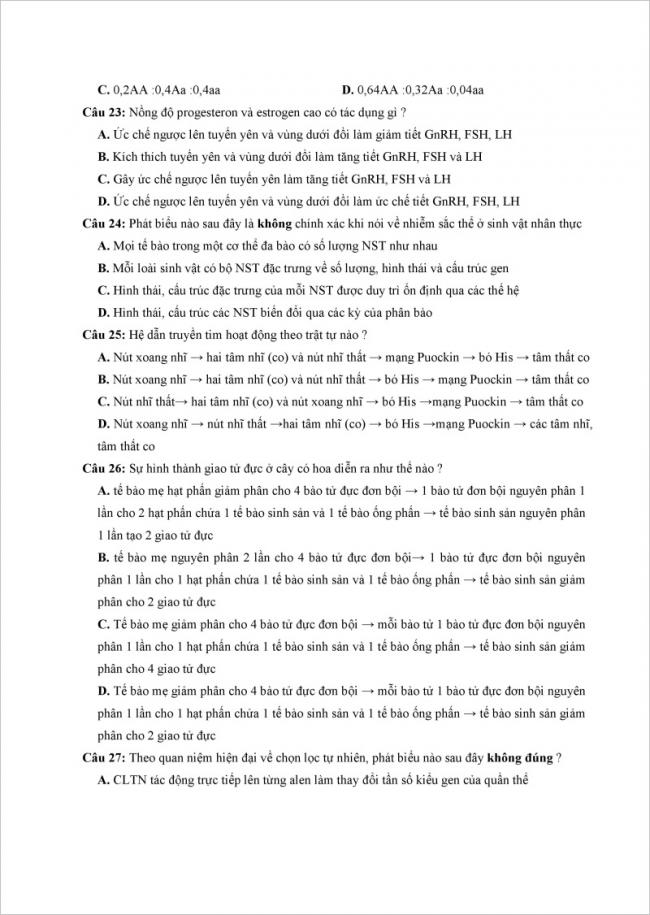 C. 0,2AA :0,4Aa :0,4aa D. 0,64AA :0,32Aa :0,04aa
Câu 23: Nồng độ progesteron và estrogen cao có tác dụng gì ?
A. Ức chế ngược lên tuyến yên và vùng dưới đồi làm giảm tiết GnRH, FSH, LH
B. Kích thích tuyến yên và vùng dưới đồi làm tăng tiết GnRH, FSH và LH
C. Gây ức chế ngược lên tuyến yên làm tăng tiết GnRH, FSH và LH
D. Ức chế ngược lên tuyến yên và vùng dưới đồi làm ức chế tiết GnRH, FSH, LH
Câu 24: Phát biểu nào sau đây là không chính xác khi nói về nhiễm sắc thể ở sinh vật nhân thực
A. Mọi tế bào trong một cơ thể đa bào có số lượng NST như nhau
B. Mỗi loài sinh vật có bộ NST đặc trưng về số lượng, hình thái và cấu trúc gen
C. Hình thái, cấu trúc đặc trưng của mỗi NST được duy trì ổn định qua các thế hệ
D. Hình thái, cấu trúc các NST biến đổi qua các kỳ của phân bào
Câu 25: Hệ dẫn truyền tim hoạt động theo trật tự nào ?
A. Nút xoang nhĩ → hai tâm nhĩ (co) và nút nhĩ thất → mạng Puockin → bó His → tâm thất co
B. Nút xoang nhĩ → hai tâm nhĩ (co) và nút nhĩ thất → bó His → mạng Puockin → tâm thất co
C. Nút nhĩ thất→ hai tâm nhĩ (co) và nút xoang nhĩ → bó His →mạng Puockin → tâm thất co
D. Nút xoang nhĩ → nút nhĩ thất →hai tâm nhĩ (co) → bó His →mạng Puockin → các tâm nhĩ,
tâm thất co
Câu 26: Sự hình thành giao tử đực ở cây có hoa diễn ra như thế nào ?
A. tế bào mẹ hạt phấn giảm phân cho 4 bào tử đực đơn bội → 1 bào tử đơn bội nguyên phân 1
lần cho 2 hạt phấn chứa 1 tế bào sinh sản và 1 tế bào ống phấn → tế bào sinh sản nguyên phân
1 lần tạo 2 giao tử đực
B. tế bào mẹ nguyên phân 2 lần cho 4 bào tử đực đơn bội→ 1 bào tử đực đơn bội nguyên
phân 1 lần cho 1 hạt phấn chứa 1 tế bào sinh sản và 1 tế bào ống phấn → tế bào sinh sản giảm
phân cho 2 giao tử đực
C. Tế bào mẹ giảm phân cho 4 bào tử đực đơn bội → mỗi bào tử 1 bào tử đực đơn bội nguyên
phân 1 lần cho 1 hạt phấn chứa 1 tế bào sinh sản và 1 tế bào ống phấn → tế bào sinh sản giảm
phân cho 4 giao tử đực
D. Tế bào mẹ giảm phân cho 4 bào tử đực đơn bội → mỗi bào tử 1 bào tử đực đơn bội nguyên
phân 1 lần cho 1 hạt phấn chứa 1 tế bào sinh sản và 1 tế bào ống phấn → tế bào sinh sản giảm
phân cho 2 giao tử đực
Câu 27: Theo quan niệm hiện đại về chọn lọc tự nhiên, phát biểu nào sau đây không đúng ?
A. CLTN tác động trực tiếp lên từng alen làm thay đổi tần số kiểu gen của quần thể